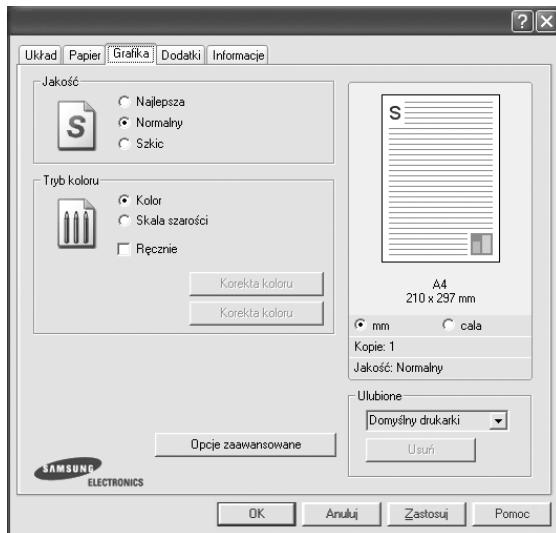 Układ Papier Grafika Dodatki Informacje
Jakość
S
Najlepsza
Normalny
Szkic
Tryb koloru
Kolor
Skala szarości
Ręcznie
Korekta koloru
Korekta koloru
Opcje zaawansowane
SAMSUNG
ELECTRONICS
S
A4
210 x 297 mm
mm cala
Kopie: 1
Jakość: Normalny
Ulubione
Domyślny drukarki
Usuń
OK Anuluj Zastosuj Pomoc